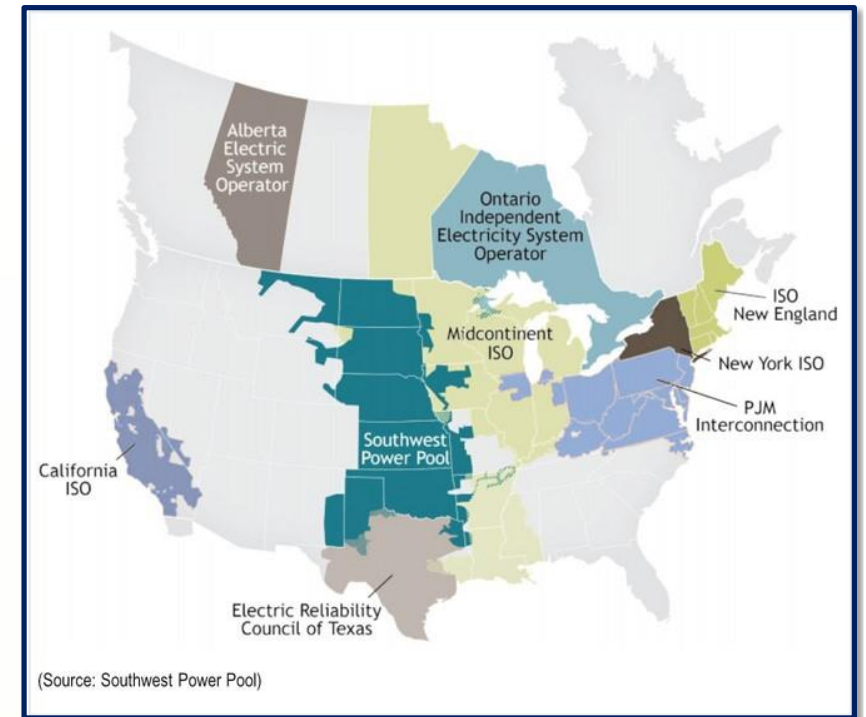 Alberta
Electric
System
Operator
Ontario
Independent
Electricity System
Operator
ISO
New England
Midcontinent
ISO
New York ISO
PJM
Interconnection
Southwest
Power Pool
California
ISO
Electric Reliability
Council of Texas
(Source: Southwest Power Pool)